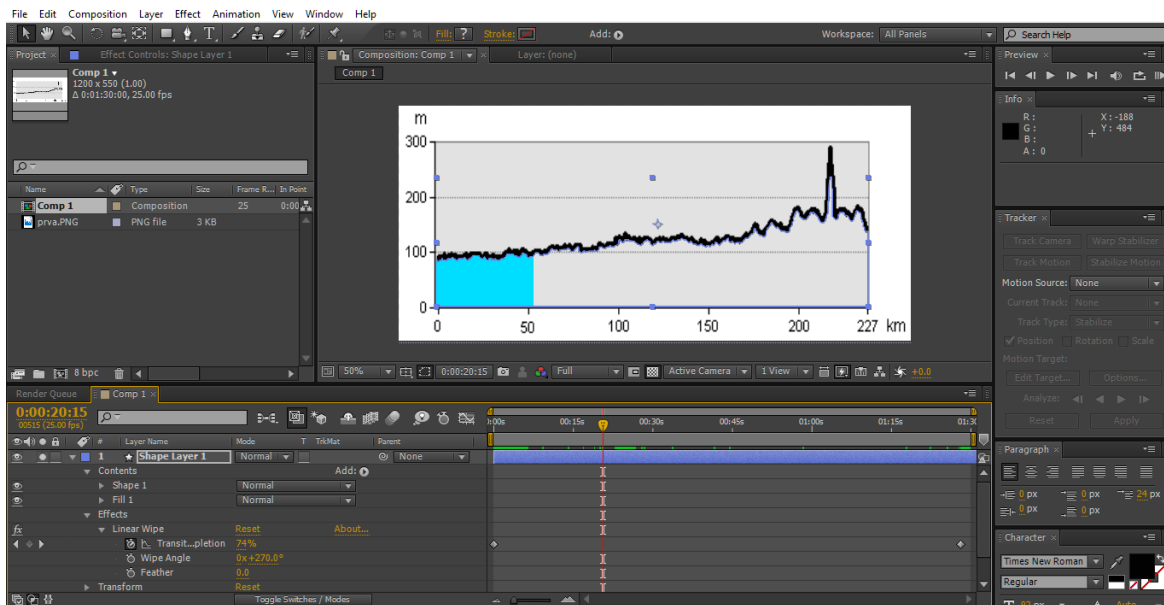 File Edit Composition Layer Effect Animation View Window Help
Fill: ? Stroke: Add: Workspace: All Panels Search Help
Project × Effect Controls: Shape Layer 1 Composition: Comp 1 × Layer: (none) Preview ×
Comp 1
Comp 1
1200 x 550 (1.00)
Δ 0:01:30:00, 25.00 fps
Info ×
R :
G :
B :
A : 0
X : -188
Y : 484
m
300
200
100
0
0 50 100 150 200 227 km
Name Type Size Frame R... In Point
Comp 1 Composition 25 0:00
prva.PNG PNG file 3 KB
Tracker ×
Track Camera Warp Stabilizer
Track Motion Stabilize Motion
Motion Source: None
Current Track: None
Track Type: Stabilize
Position Rotation Scale
Motion Target:
Edit Target... Options...
Analyze:
Reset Apply
8 bpc 50% 0:00:20:15 Full Active Camera 1 View +0.0
Render Queue Comp 1 ×
0:00:20:15
00515 (25.00 fps)
00s 00:15s 00:30s 00:45s 01:00s 01:15s 01:30
# Layer Name Mode T TrkMat Parent
1 Shape Layer 1 Normal None
Contents Add:
Shape 1 Normal
Fill 1 Normal
Effects
fx Linear Wipe Reset About...
Transit...pletion 74%
Wipe Angle 0x+270.0°
Feather 0.0
Transform Reset
Toggle Switches / Modes
Paragraph ×
0 px 0 px 24 px
0 px 0 px
Character ×
Times New Roman
Regular
Auto